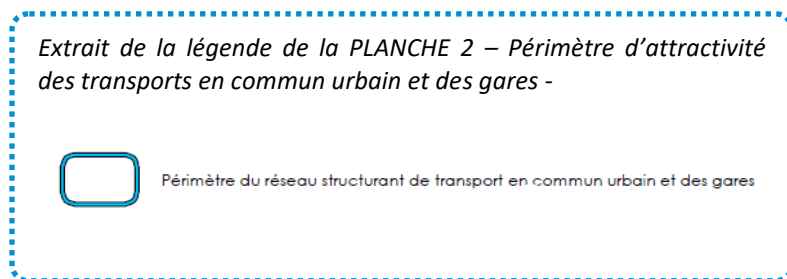 Extrait de la légende de la PLANCHE 2 – Périmètre d’attractivité
des transports en commun urbain et des gares -
Périmètre du réseau structurant de transport en commun urbain et des gares